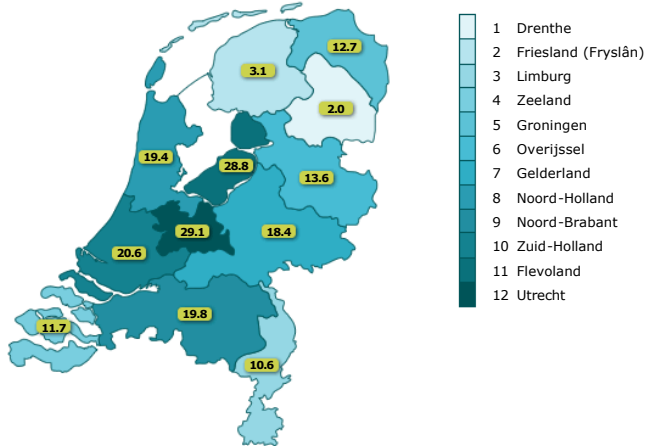 12.7
3.1
2.0
19.4
28.8
13.6
29.1
18.4
20.6
19.8
11.7
10.6
1 Drenthe
2 Friesland (Fryslân)
3 Limburg
4 Zeeland
5 Groningen
6 Overijssel
7 Gelderland
8 Noord-Holland
9 Noord-Brabant
10 Zuid-Holland
11 Flevoland
12 Utrecht